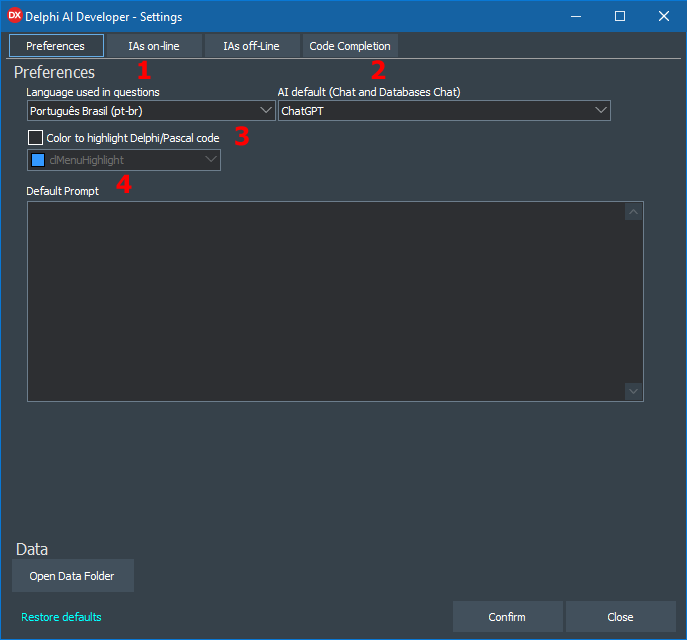 DX Delphi AI Developer - Settings
Preferences IAs on-line IAs off-Line Code Completion
Preferences 1 2
Language used in questions AI default (Chat and Databases Chat)
Português Brasil (pt-br) ChatGPT
Color to highlight Delphi/Pascal code 3
clMenuHighlight
Default Prompt 4
Data
Open Data Folder
Restore defaults Confirm Close